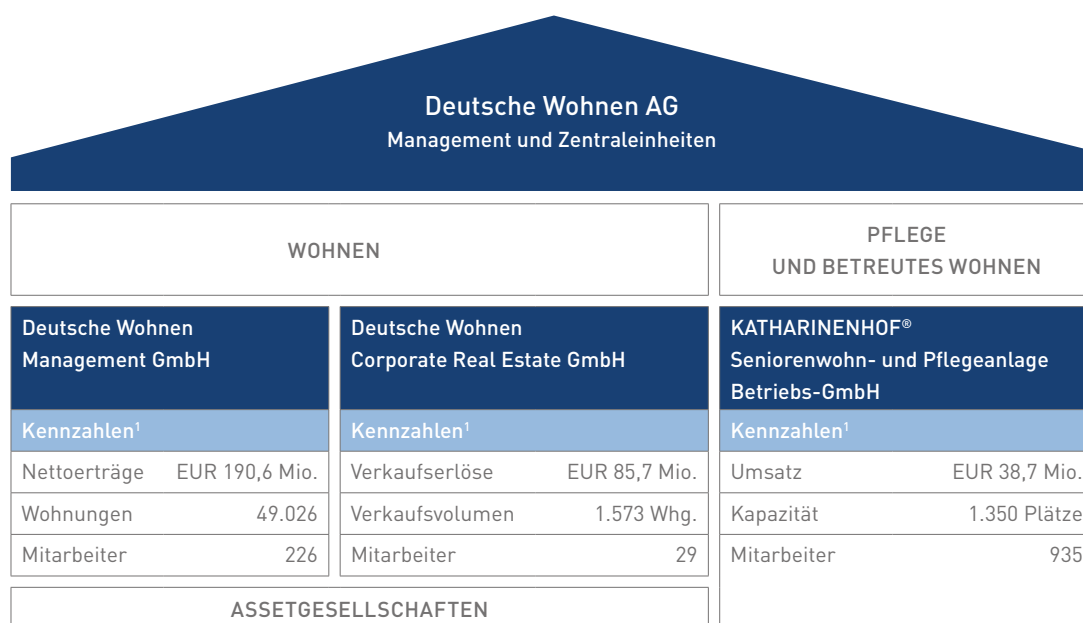 Deutsche Wohnen AG
Management und Zentraleinheiten
WOHNEN
PFLEGE
UND BETREUTES WOHNEN
Deutsche Wohnen
Management GmbH
Kennzahlen¹
Nettoerträge EUR 190,6 Mio.
Wohnungen 49.026
Mitarbeiter 226
Deutsche Wohnen
Corporate Real Estate GmbH
Kennzahlen¹
Verkaufserlöse EUR 85,7 Mio.
Verkaufsvolumen 1.573 Whg.
Mitarbeiter 29
KATHARINENHOF®
Seniorenwohn- und Pflegeanlage
Betriebs-GmbH
Kennzahlen¹
Umsatz EUR 38,7 Mio.
Kapazität 1.350 Plätze
Mitarbeiter 935
ASSETGESELLSCHAFTEN